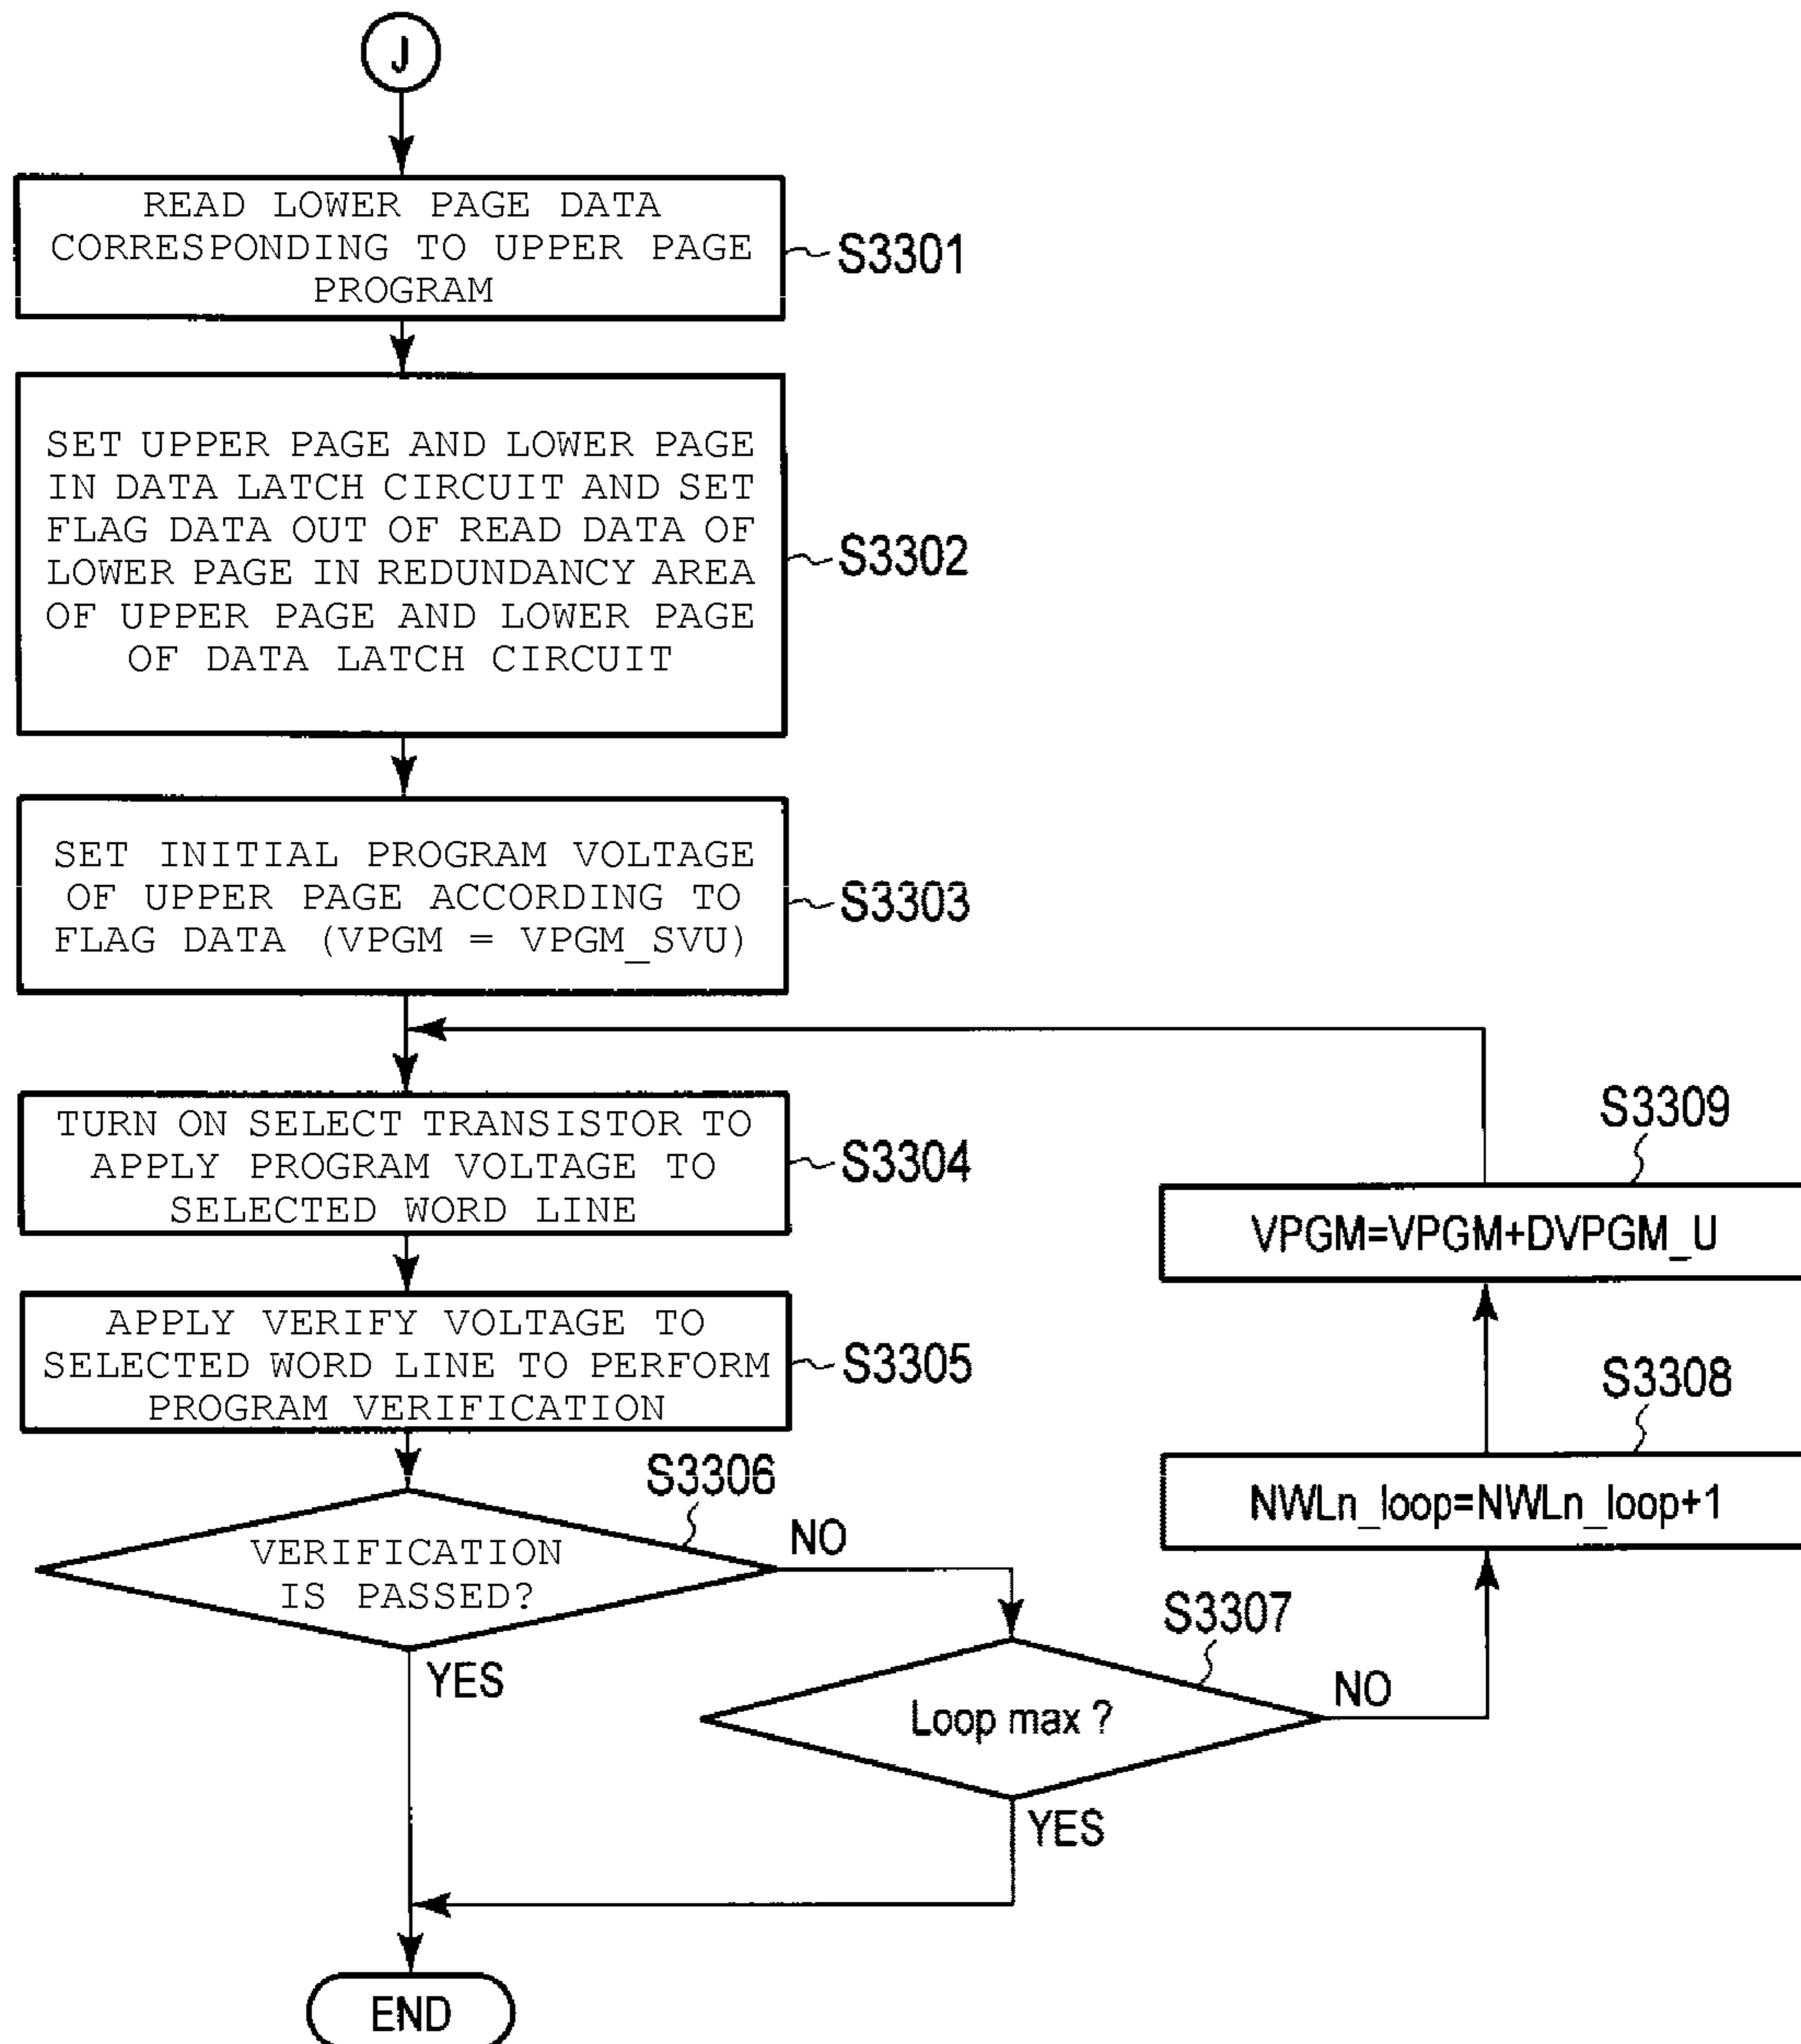 J
READ LOWER PAGE DATA
CORRESPONDING TO UPPER PAGE
PROGRAM
S3301
SET UPPER PAGE AND LOWER PAGE
IN DATA LATCH CIRCUIT AND SET
FLAG DATA OUT OF READ DATA OF
LOWER PAGE IN REDUNDANCY AREA
OF UPPER PAGE AND LOWER PAGE
OF DATA LATCH CIRCUIT
S3302
SET INITIAL PROGRAM VOLTAGE
OF UPPER PAGE ACCORDING TO
FLAG DATA (VPGM = VPGM_SVU)
S3303
TURN ON SELECT TRANSISTOR TO
APPLY PROGRAM VOLTAGE TO
SELECTED WORD LINE
S3304
APPLY VERIFY VOLTAGE TO
SELECTED WORD LINE TO PERFORM
PROGRAM VERIFICATION
S3305
VERIFICATION
IS PASSED?
S3306
NO
YES
Loop max ?
S3307
NO
YES
NWLn_loop=NWLn_loop+1
S3308
VPGM=VPGM+DVPGM_U
S3309
END